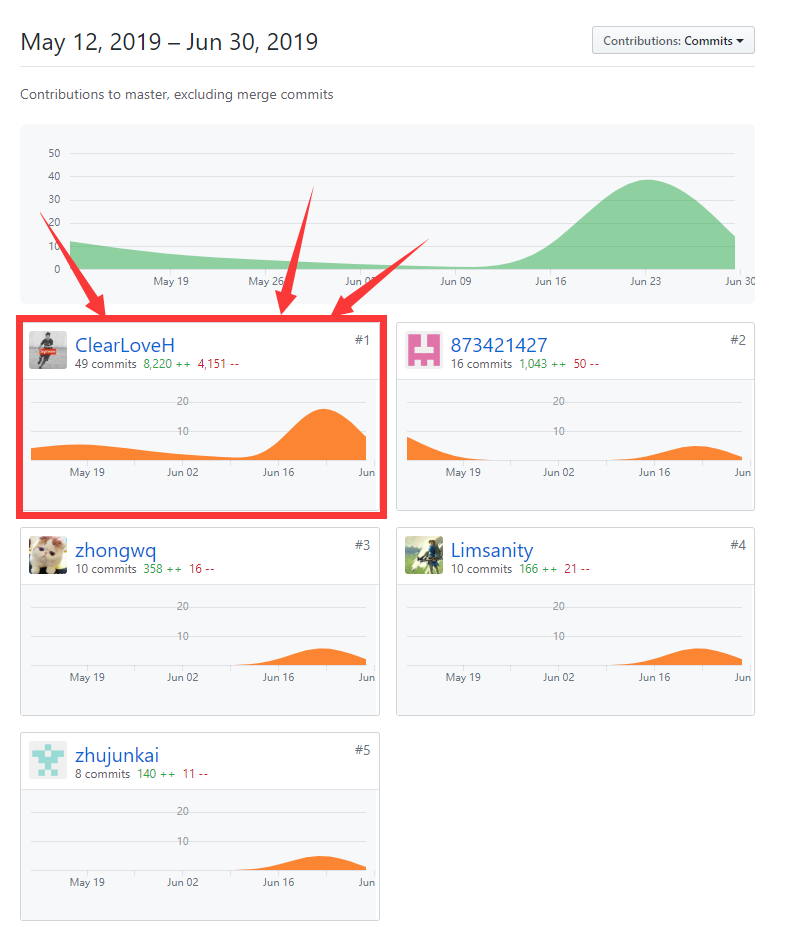 May 12, 2019 – Jun 30, 2019
Contributions: Commits
Contributions to master, excluding merge commits
50
40
30
20
10
0
May 19 May 26 Jun 09 Jun 16 Jun 23 Jun 30
ClearLoveH #1
49 commits 8,220 ++ 4,151 --
20
10
May 19 Jun 02 Jun 16 Jun
873421427 #2
16 commits 1,043 ++ 50 --
20
10
May 19 Jun 02 Jun 16 Jun
zhongwq #3
10 commits 358 ++ 16 --
20
10
May 19 Jun 02 Jun 16 Jun
Limsanity #4
10 commits 166 ++ 21 --
20
10
May 19 Jun 02 Jun 16 Jun
zhujunkai #5
8 commits 140 ++ 11 --
20
10
May 19 Jun 02 Jun 16 Jun